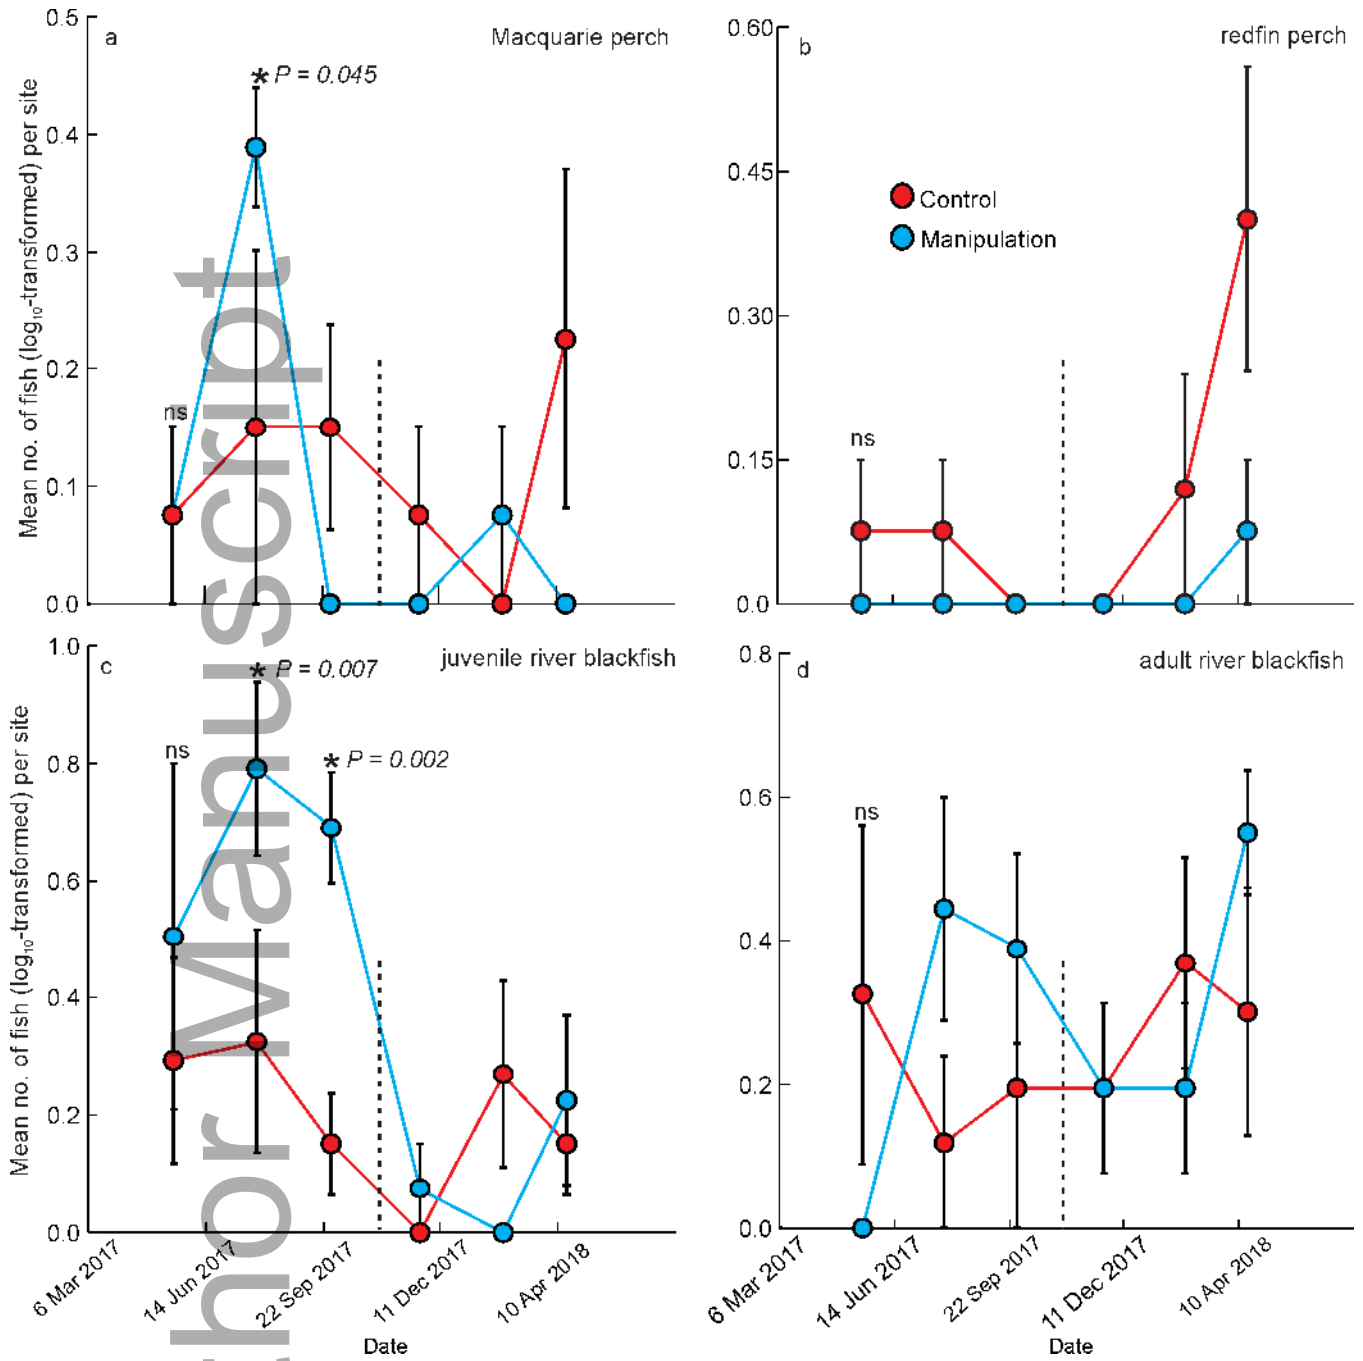 a
Macquarie perch
* P = 0.045
ns
0.5
0.4
0.3
0.2
0.1
0.0
Mean no. of fish (log₁₀-transformed) per site
b
redfin perch
Control
Manipulation
ns
0.60
0.45
0.30
0.15
0.0
c
juvenile river blackfish
* P = 0.007
ns
* P = 0.002
1.0
0.8
0.6
0.4
0.2
0.0
Mean no. of fish (log₁₀-transformed) per site
6 Mar 2017
14 Jun 2017
22 Sep 2017
11 Dec 2017
10 Apr 2018
Date
d
adult river blackfish
ns
0.8
0.6
0.4
0.2
0.0
6 Mar 2017
14 Jun 2017
22 Sep 2017
11 Dec 2017
10 Apr 2018
Date
hor Manuscript